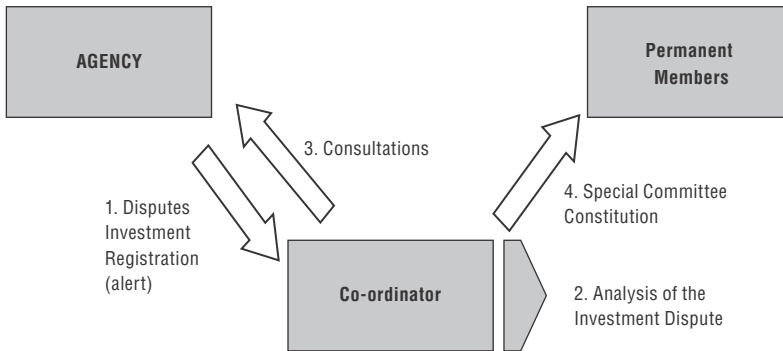 AGENCY
Permanent
Members
3. Consultations
1. Disputes
Investment
Registration
(alert)
4. Special Committee
Constitution
Co-ordinator
2. Analysis of the
Investment Dispute